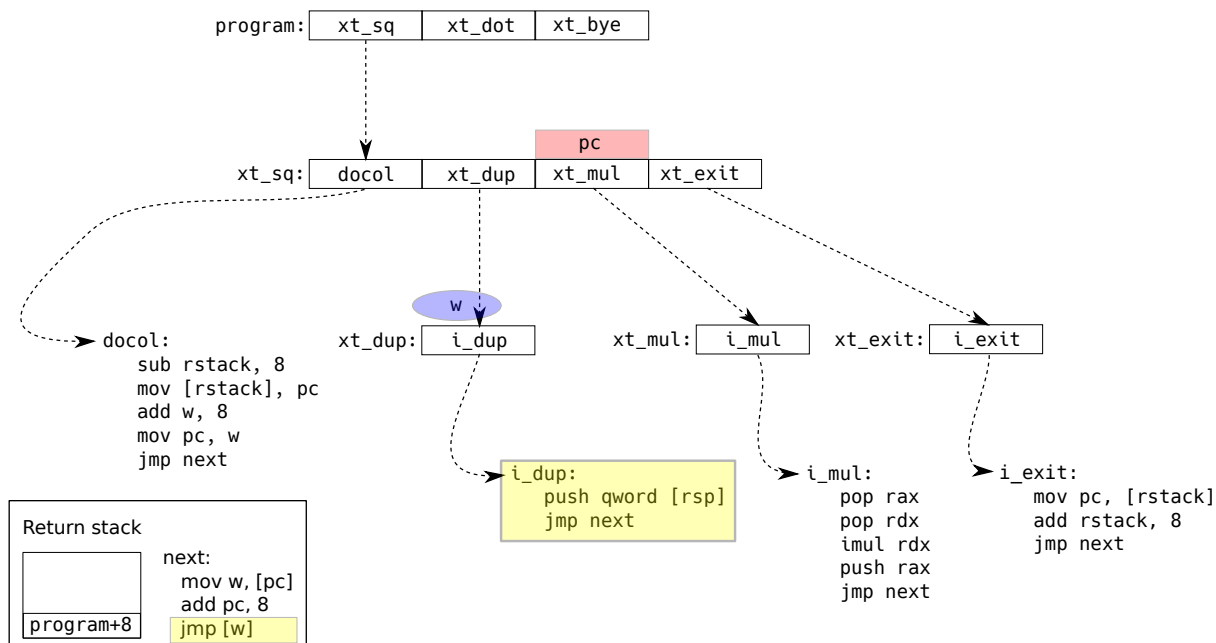 program: xt_sq xt_dot xt_bye
pc
xt_sq: docol xt_dup xt_mul xt_exit
w
xt_dup: i_dup
xt_mul: i_mul
xt_exit: i_exit
docol:
sub rstack, 8
mov [rstack], pc
add w, 8
mov pc, w
jmp next
i_dup:
push qword [rsp]
jmp next
i_mul:
pop rax
pop rdx
imul rdx
push rax
jmp next
i_exit:
mov pc, [rstack]
add rstack, 8
jmp next
Return stack
program+8
next:
mov w, [pc]
add pc, 8
jmp [w]